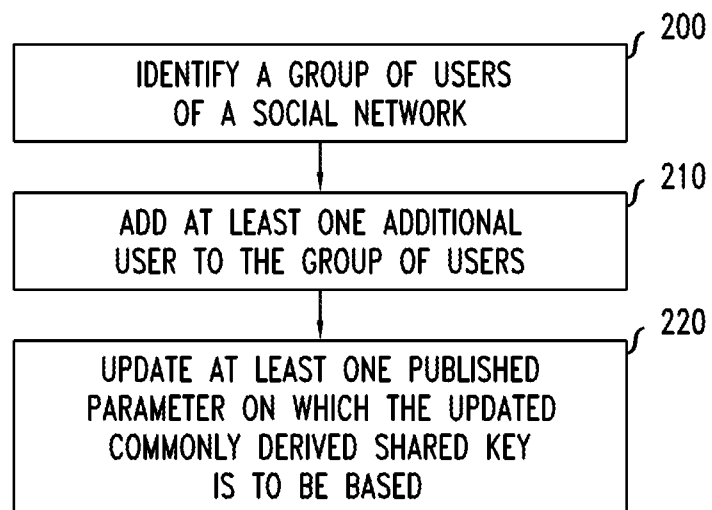 200
IDENTIFY A GROUP OF USERS
OF A SOCIAL NETWORK
210
ADD AT LEAST ONE ADDITIONAL
USER TO THE GROUP OF USERS
220
UPDATE AT LEAST ONE PUBLISHED
PARAMETER ON WHICH THE UPDATED
COMMONLY DERIVED SHARED KEY
IS TO BE BASED